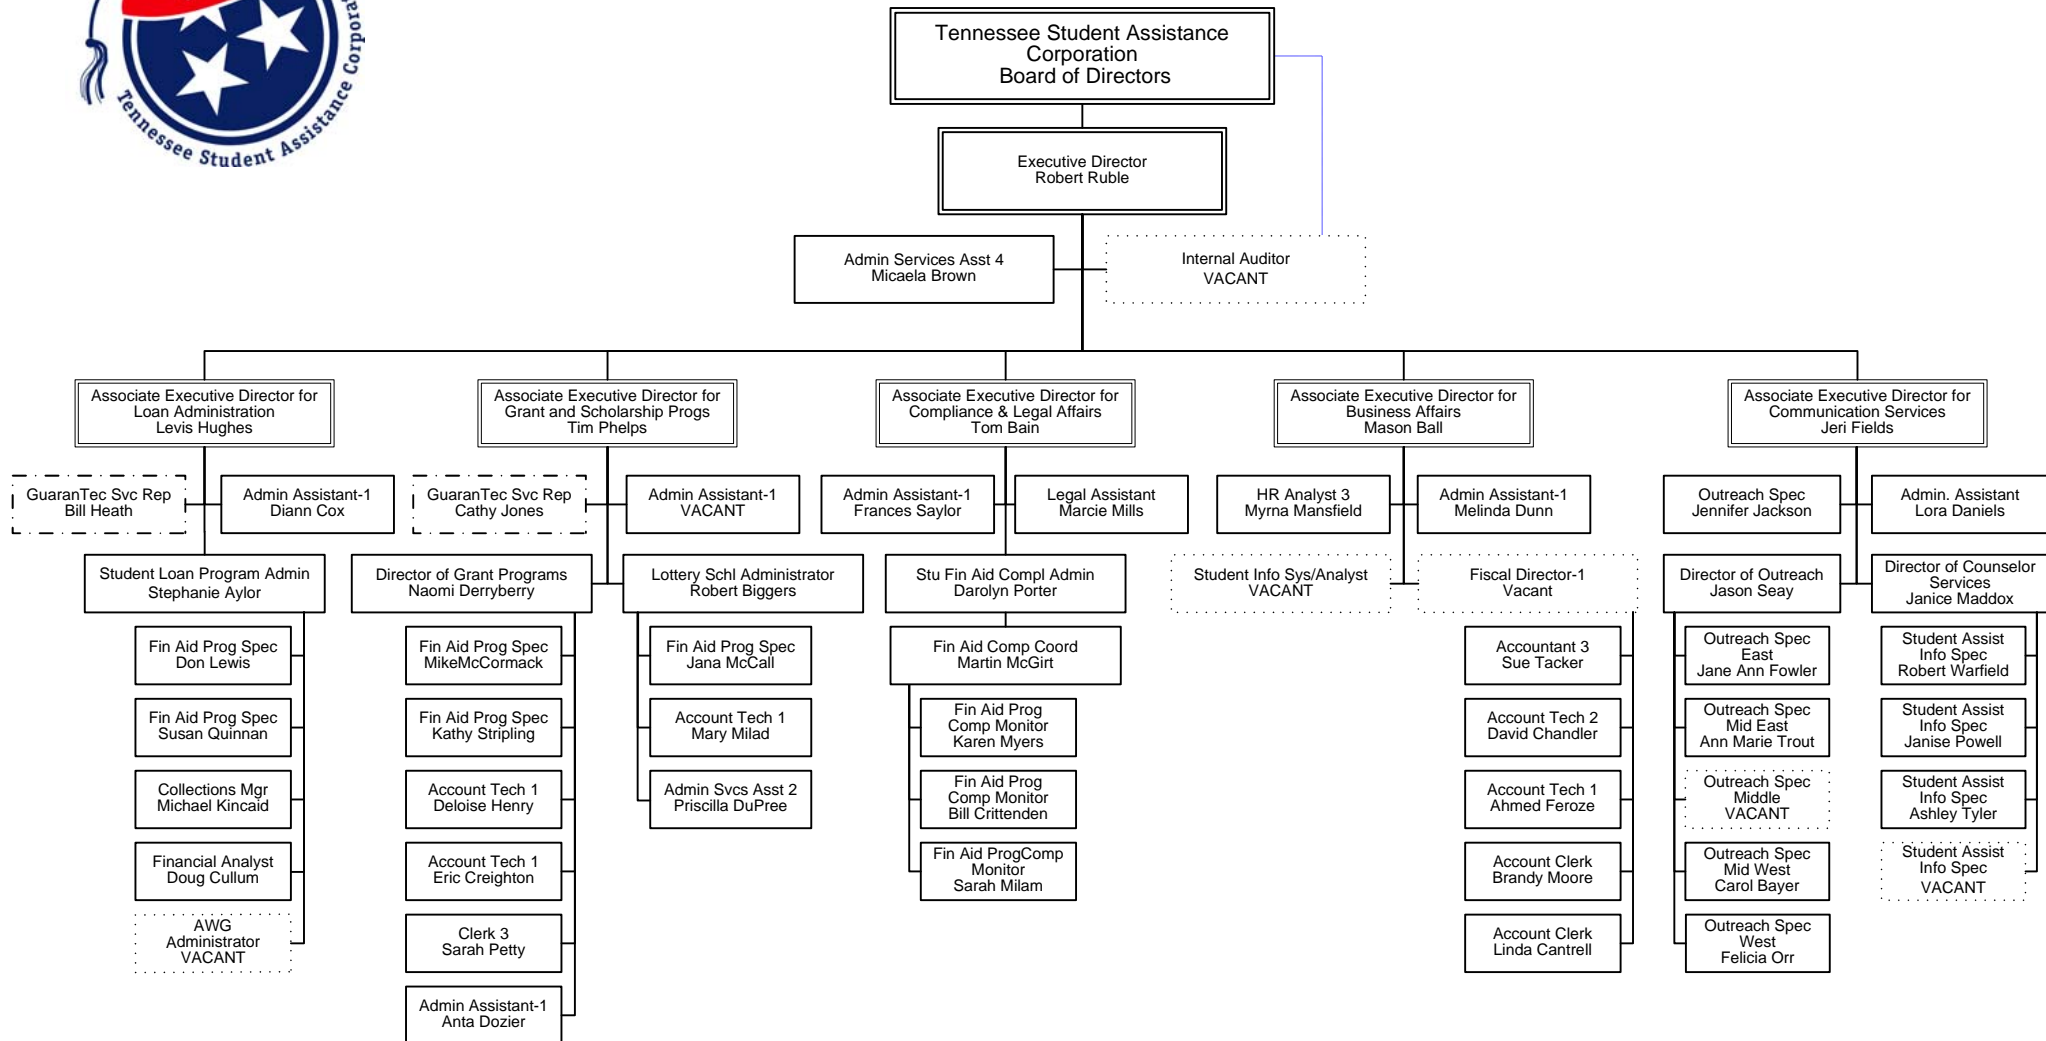 Tennessee Student Assistance
Tennessee Student Assistance
Corporation
Board of Directors
Executive Director
Robert Ruble
Admin Services Asst 4
Micaela Brown
Internal Auditor
VACANT
Associate Executive Director for
Loan Administration
Levis Hughes
Associate Executive Director for
Grant and Scholarship Progs
Tim Phelps
Associate Executive Director for
Compliance & Legal Affairs
Tom Bain
Associate Executive Director for
Business Affairs
Mason Ball
Associate Executive Director for
Communication Services
Jeri Fields
GuaranTec Svc Rep
Bill Heath
Admin Assistant-1
Diann Cox
GuaranTec Svc Rep
Cathy Jones
Admin Assistant-1
VACANT
Admin Assistant-1
Frances Saylor
Legal Assistant
Marcie Mills
HR Analyst 3
Myrna Mansfield
Admin Assistant-1
Melinda Dunn
Outreach Spec
Jennifer Jackson
Admin. Assistant
Lora Daniels
Student Loan Program Admin
Stephanie Aylor
Director of Grant Programs
Naomi Derryberry
Lottery Schl Administrator
Robert Biggers
Stu Fin Aid Compl Admin
Darolyn Porter
Student Info Sys/Analyst
VACANT
Fiscal Director-1
Vacant
Director of Outreach
Jason Seay
Director of Counselor
Services
Janice Maddox
Fin Aid Prog Spec
Don Lewis
Fin Aid Prog Spec
Susan Quinnan
Collections Mgr
Michael Kincaid
Financial Analyst
Doug Cullum
AWG
Administrator
VACANT
Fin Aid Prog Spec
MikeMcCormack
Fin Aid Prog Spec
Kathy Stripling
Account Tech 1
Deloise Henry
Account Tech 1
Eric Creighton
Clerk 3
Sarah Petty
Admin Assistant-1
Anta Dozier
Fin Aid Prog Spec
Jana McCall
Account Tech 1
Mary Milad
Admin Svcs Asst 2
Priscilla DuPree
Fin Aid Comp Coord
Martin McGirt
Fin Aid Prog
Comp Monitor
Karen Myers
Fin Aid Prog
Comp Monitor
Bill Crittenden
Fin Aid ProgComp
Monitor
Sarah Milam
Accountant 3
Sue Tacker
Account Tech 2
David Chandler
Account Tech 1
Ahmed Feroze
Account Clerk
Brandy Moore
Account Clerk
Linda Cantrell
Outreach Spec
East
Jane Ann Fowler
Outreach Spec
Mid East
Ann Marie Trout
Outreach Spec
Middle
VACANT
Outreach Spec
Mid West
Carol Bayer
Outreach Spec
West
Felicia Orr
Student Assist
Info Spec
Robert Warfield
Student Assist
Info Spec
Janise Powell
Student Assist
Info Spec
Ashley Tyler
Student Assist
Info Spec
VACANT